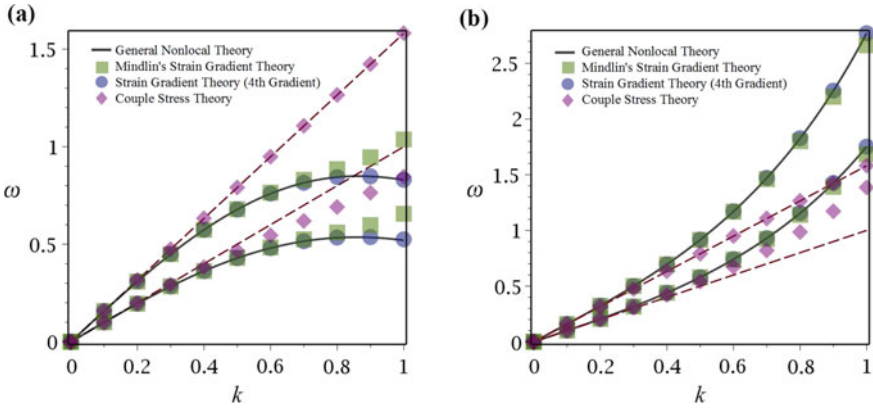 (a)
1.5
1
0.5
0
ω
General Nonlocal Theory
Mindlin's Strain Gradient Theory
Strain Gradient Theory (4th Gradient)
Couple Stress Theory
0 0.2 0.4 0.6 0.8 1
k
(b)
2.5
2
1.5
1
0.5
0
ω
General Nonlocal Theory
Mindlin's Strain Gradient Theory
Strain Gradient Theory (4th Gradient)
Couple Stress Theory
0 0.2 0.4 0.6 0.8 1
k